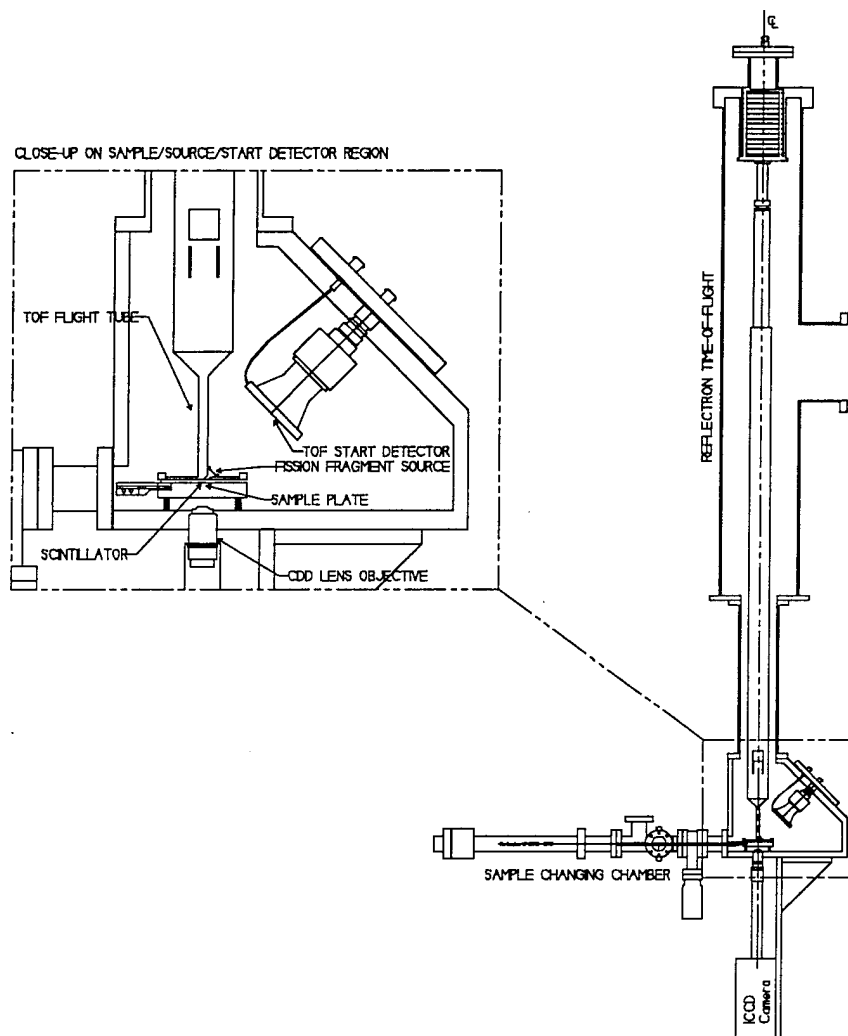 ℄
CLOSE-UP ON SAMPLE/SOURCE/START DETECTOR REGION
TOF FLIGHT TUBE
TOF START DETECTOR
FISSION FRAGMENT SOURCE
SAMPLE PLATE
SCINTILLATOR
CDD LENS OBJECTIVE
REFLECTRON TIME-OF-FLIGHT
SAMPLE CHANGING CHAMBER
ICCD
Camera